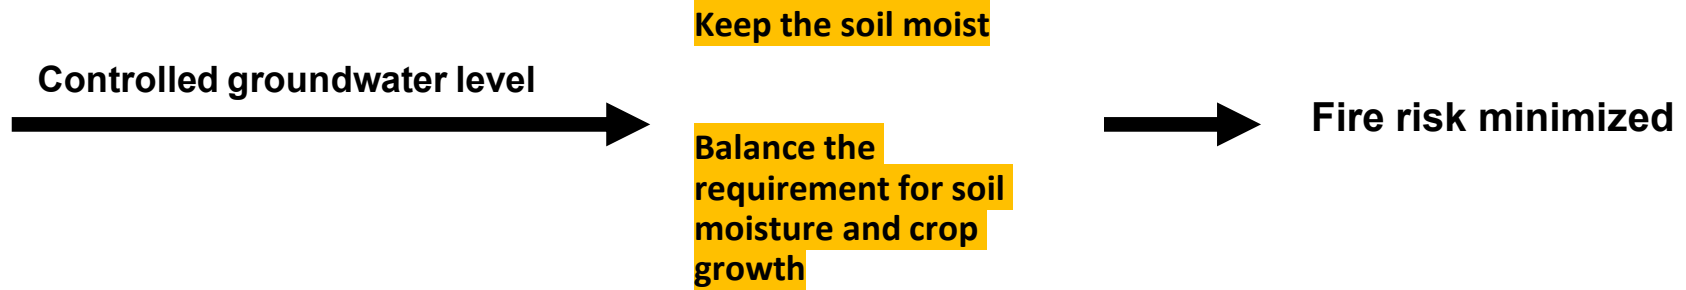 Keep the soil moist
Controlled groundwater level
Fire risk minimized
Balance the
requirement for soil
moisture and crop
growth